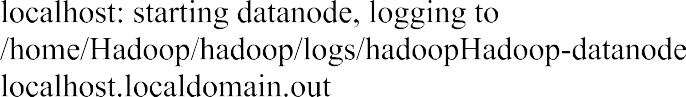 localhost: starting datanode, logging to
/home/Hadoop/hadoop/logs/hadoopHadoop-datanode
localhost.localdomain.out